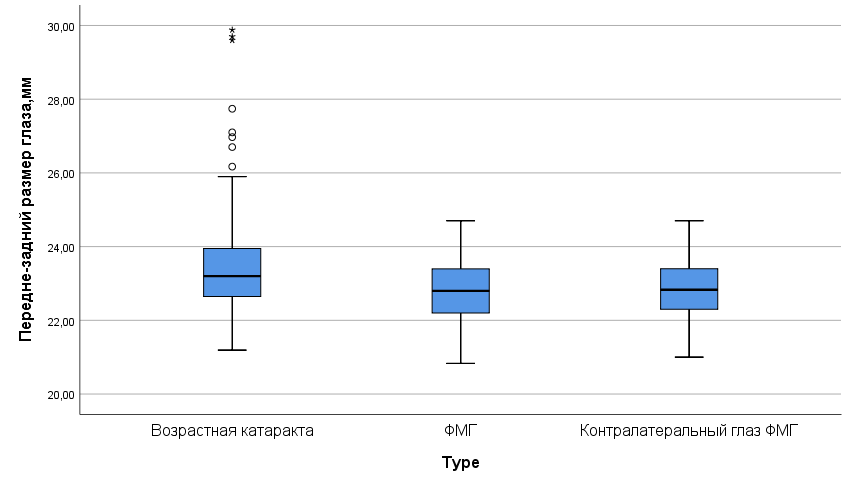 Передне-задний размер глаза,мм
30,00
28,00
26,00
24,00
22,00
20,00
Возрастная катаракта
ФМГ
Контралатеральный глаз ФМГ
Type